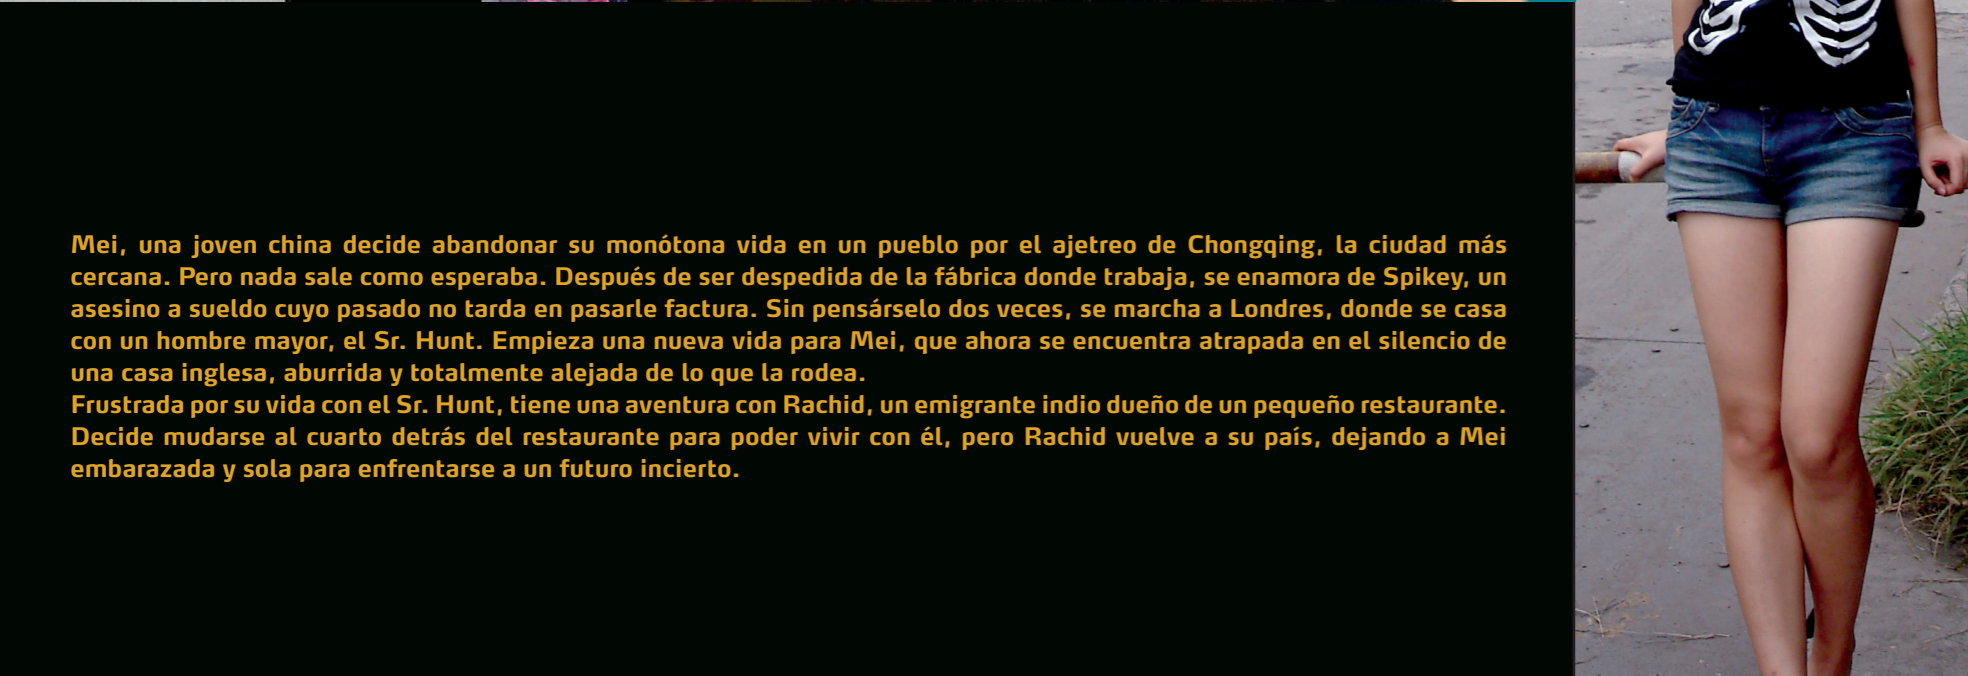 Mei, una joven china decide abandonar su monótona vida en un pueblo por el ajetreo de Chongqing, la ciudad más
cercana. Pero nada sale como esperaba. Después de ser despedida de la fábrica donde trabaja, se enamora de Spikey, un
asesino a sueldo cuyo pasado no tarda en pasarle factura. Sin pensárselo dos veces, se marcha a Londres, donde se casa
con un hombre mayor, el Sr. Hunt. Empieza una nueva vida para Mei, que ahora se encuentra atrapada en el silencio de
una casa inglesa, aburrida y totalmente alejada de lo que la rodea.
Frustrada por su vida con el Sr. Hunt, tiene una aventura con Rachid, un emigrante indio dueño de un pequeño restaurante.
Decide mudarse al cuarto detrás del restaurante para poder vivir con él, pero Rachid vuelve a su país, dejando a Mei
embarazada y sola para enfrentarse a un futuro incierto.